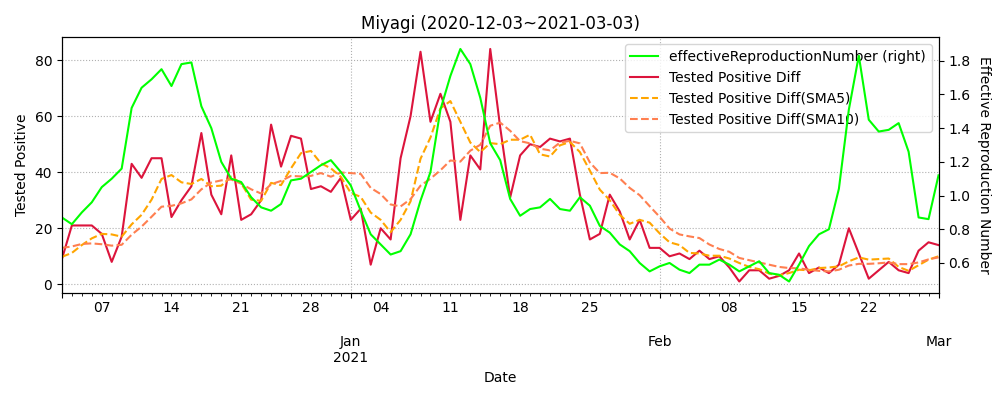 Miyagi (2020-12-03~2021-03-03)
effectiveReproductionNumber (right)
Tested Positive Diff
Tested Positive Diff(SMA5)
Tested Positive Diff(SMA10)
Tested Positive
80
60
40
20
0
1.8
1.6
1.4
1.2
1.0
0.8
0.6
Effective Reproduction Number
07 14 21 28 04 11 18 25 08 15 22
Jan Feb Mar
2021
Date